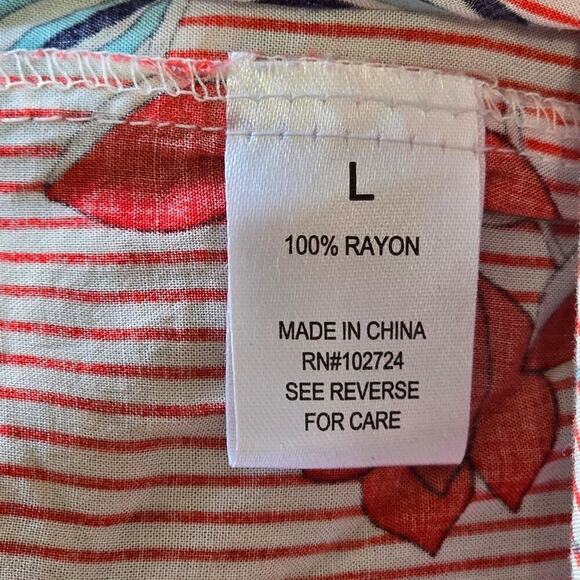 L
100% RAYON
MADE IN CHINA
RN#102724
SEE REVERSE
FOR CARE